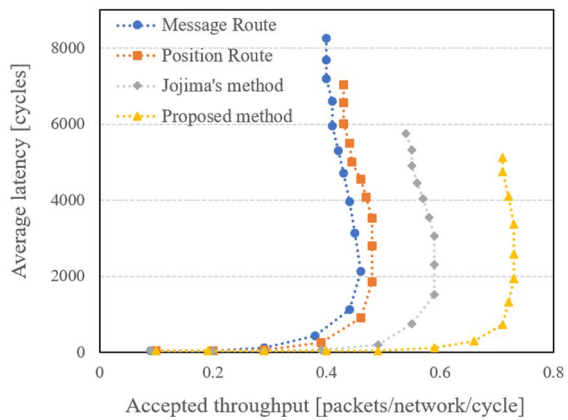 Message Route
Position Route
Jojima's method
Proposed method
8000
6000
4000
2000
0
0
0.2
0.4
0.6
0.8
Average latency [cycles]
Accepted throughput [packets/network/cycle]